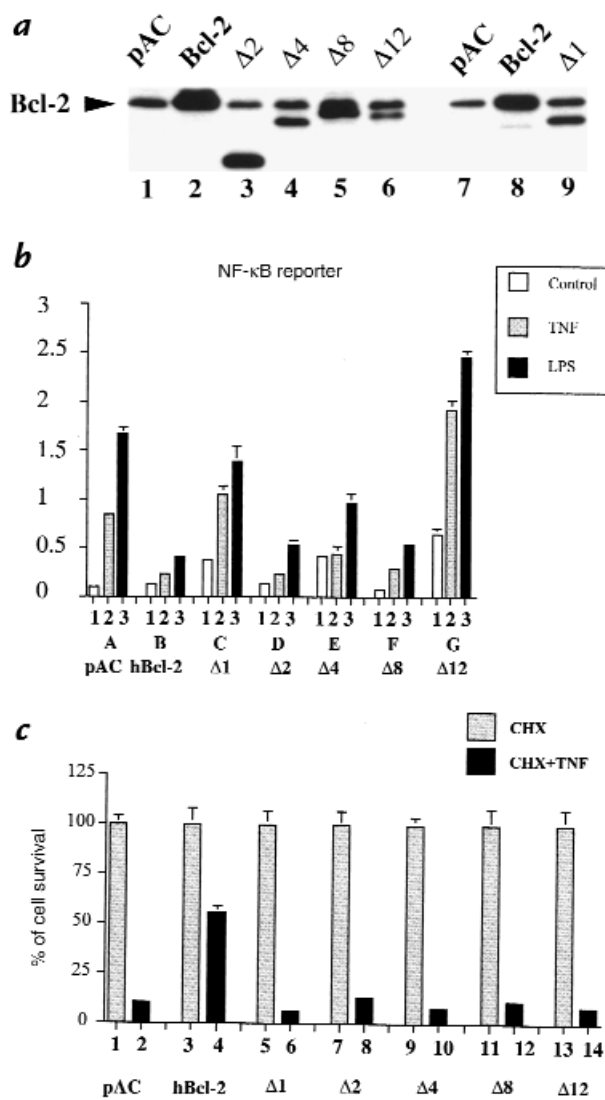 a
pAC Bcl-2 Δ2 Δ4 Δ8 Δ12 pAC Bcl-2 Δ1
Bcl-2
1 2 3 4 5 6 7 8 9
b
NF-κB reporter
Control
TNF
LPS
3
2.5
2
1.5
1
0.5
0
1 2 3 1 2 3 1 2 3 1 2 3 1 2 3 1 2 3 1 2 3
A B C D E F G
pAC hBcl-2 Δ1 Δ2 Δ4 Δ8 Δ12
c
CHX
CHX+TNF
% of cell survival
125
100
75
50
25
0
1 2 3 4 5 6 7 8 9 10 11 12 13 14
pAC hBcl-2 Δ1 Δ2 Δ4 Δ8 Δ12